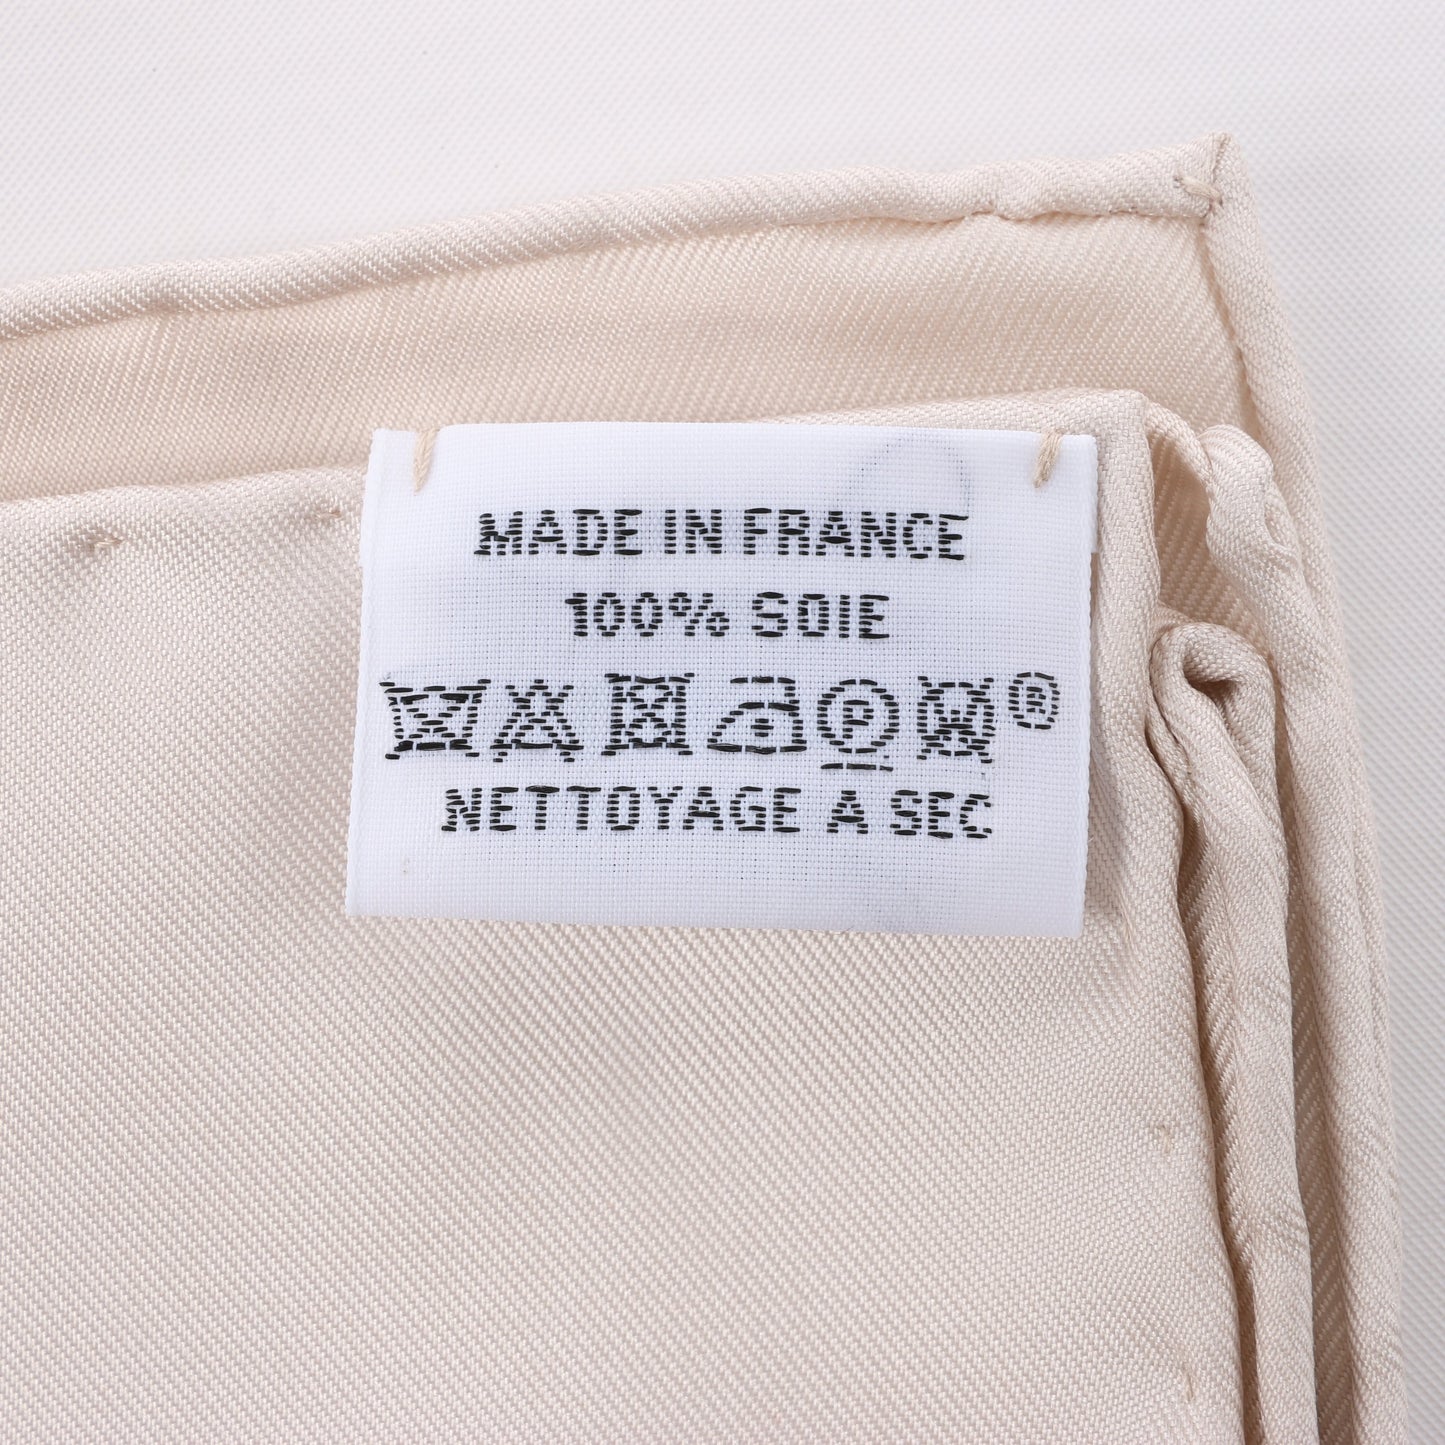 MADE IN FRANCE
100% SOIE
P ®
NETTOYAGE A SEC